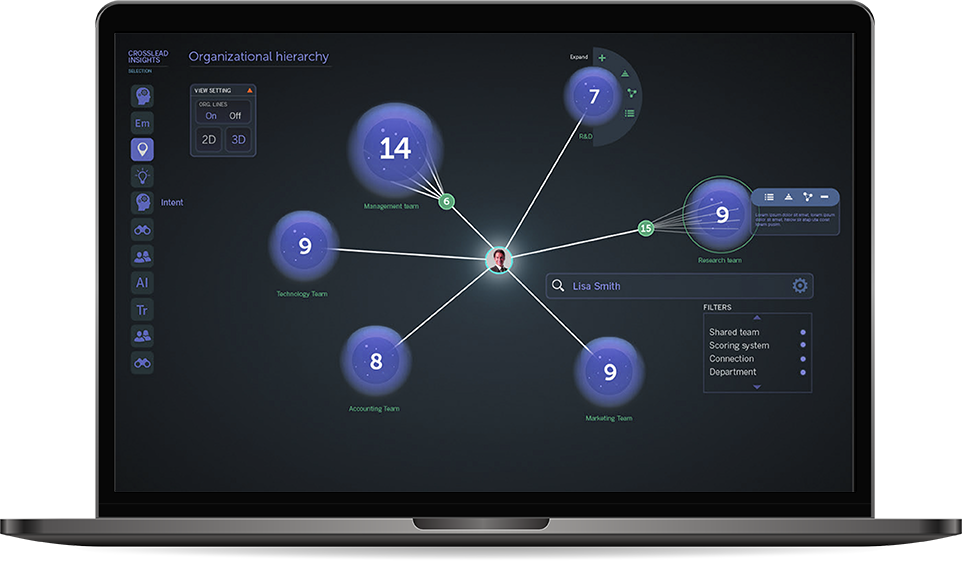 CROSSLEAD
INSIGHTS
SELECTION
Organizational hierarchy
VIEW SETTING
ORG. LINES
On Off
2D 3D
Em
Intent
AI
Tr
Expand
7
R&D
14
6
Management team
9
15
Research team
9
Technology Team
Lisa Smith
FILTERS
Shared team
Scoring system
Connection
Department
8
Accounting Team
9
Marketing Team